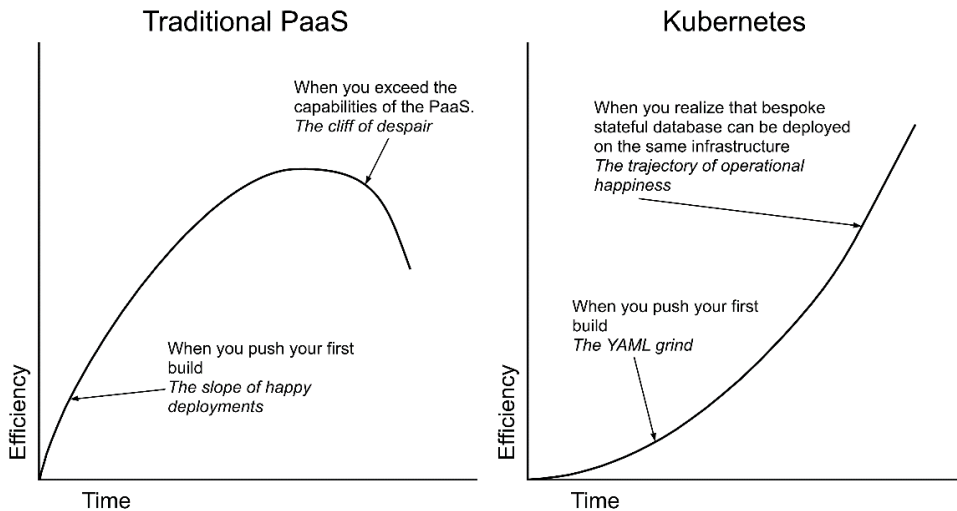 Traditional PaaS
When you exceed the
capabilities of the PaaS.
The cliff of despair
When you push your first
build
The slope of happy
deployments
Efficiency
Time
Kubernetes
When you realize that bespoke
stateful database can be deployed
on the same infrastructure
The trajectory of operational
happiness
When you push your first
build
The YAML grind
Efficiency
Time